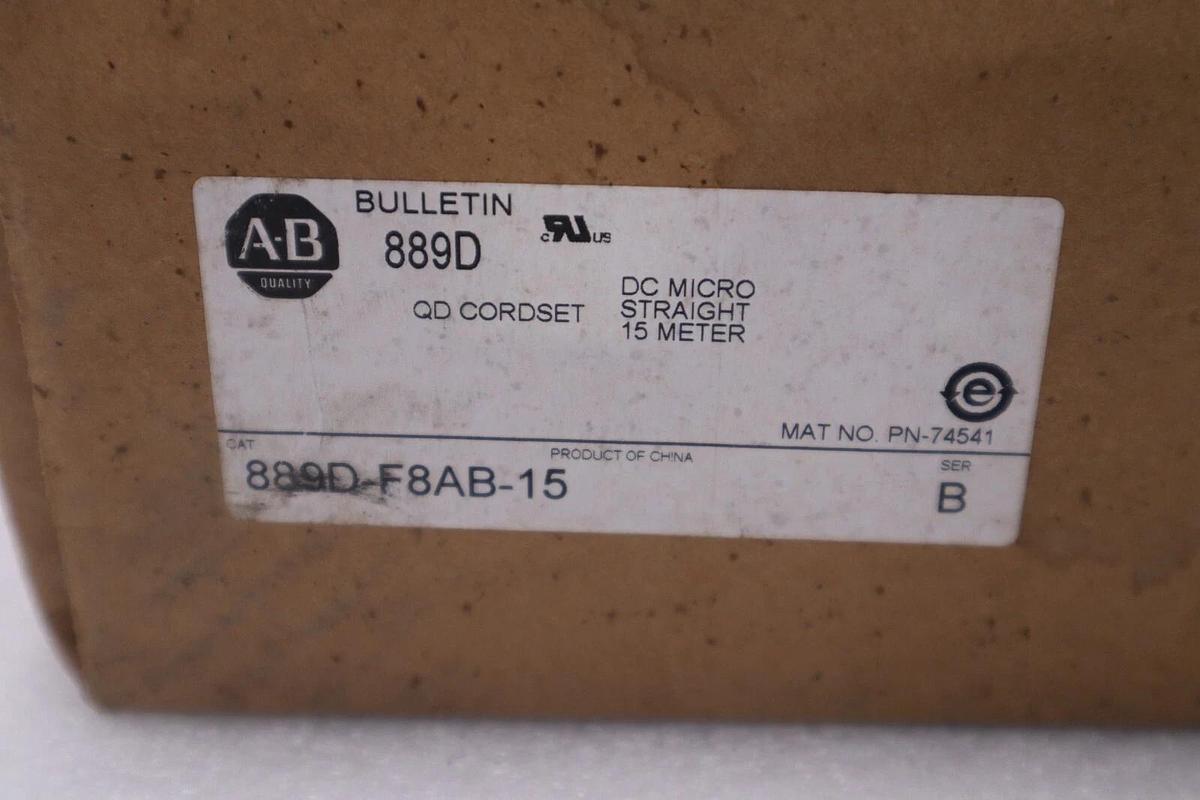 A-B
QUALITY
BULLETIN
889D
c RU US
QD CORDSET
DC MICRO
STRAIGHT
15 METER
e
MAT NO. PN-74541
CAT
PRODUCT OF CHINA
SER
889D-F8AB-15
B